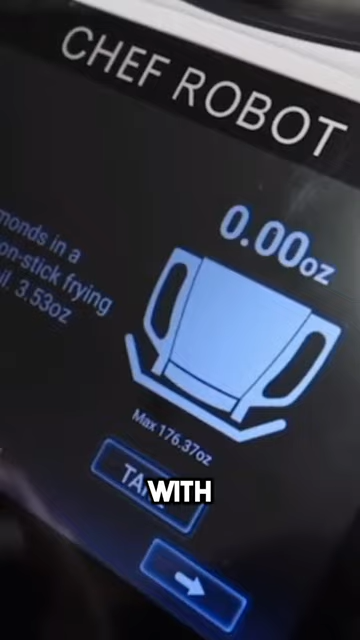 CHEF ROBOT
0.00oz
monds in a
on-stick frying
il. 3.53oz
Max 176.37oz
WITH